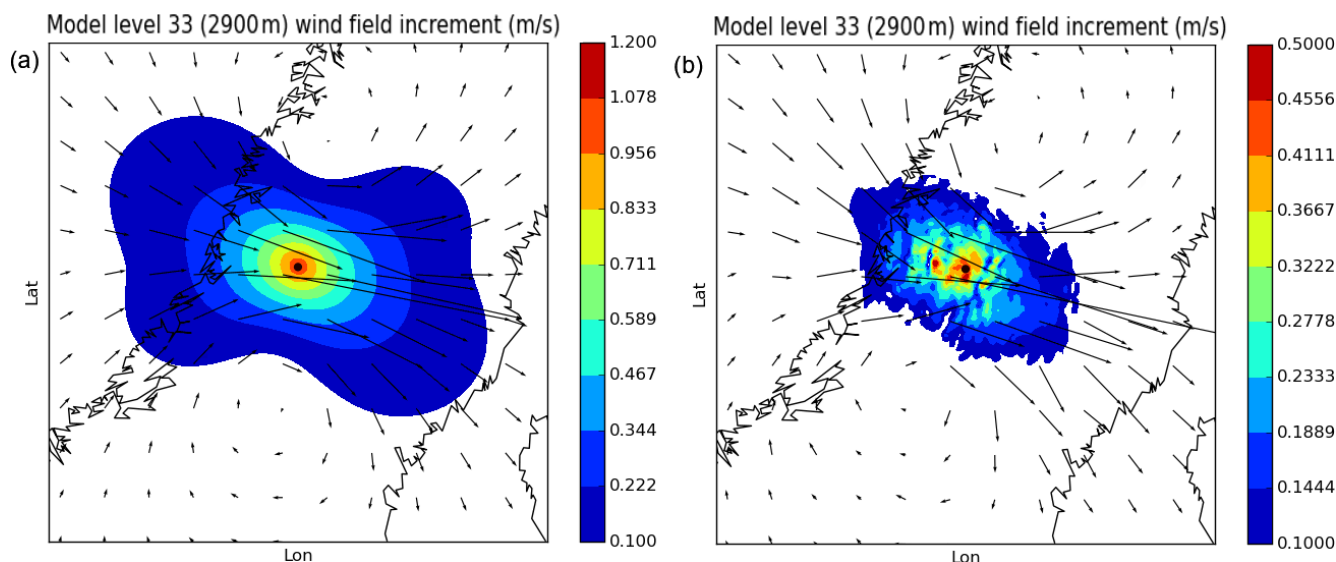 Model level 33 (2900m) wind field increment (m/s)
(a)
1.200
1.078
0.956
0.833
0.711
0.589
0.467
0.344
0.222
0.100
Lat
Lon
Model level 33 (2900m) wind field increment (m/s)
(b)
0.5000
0.4556
0.4111
0.3667
0.3222
0.2778
0.2333
0.1889
0.1444
0.1000
Lat
Lon